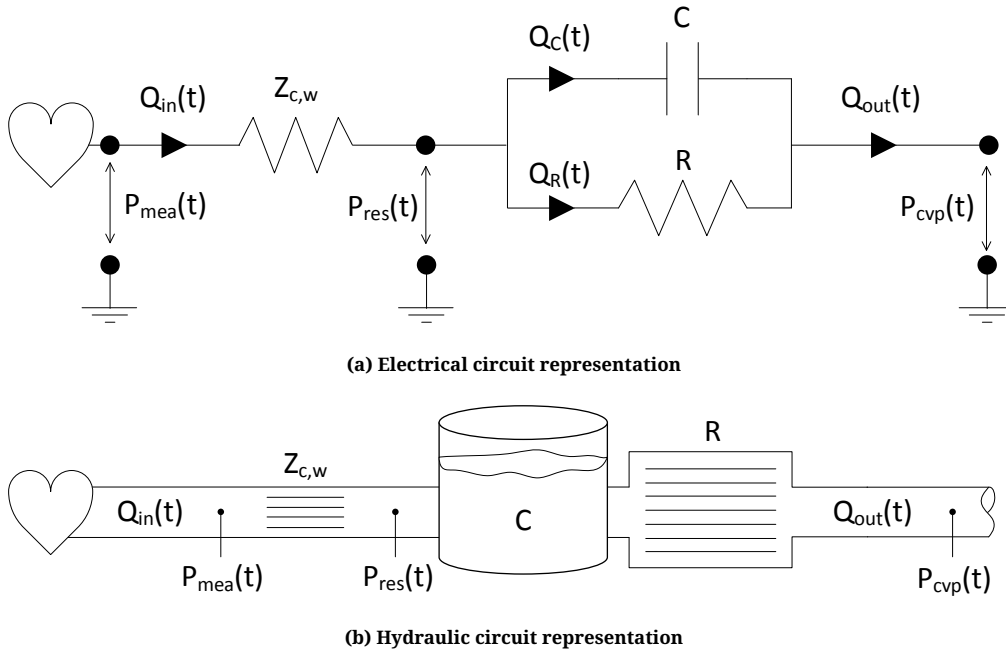 Q_C(t)
C
Q_in(t)
Z_c,w
Q_out(t)
P_mea(t)
P_res(t)
Q_R(t)
R
P_cvp(t)
(a) Electrical circuit representation
R
Z_c,w
Q_in(t)
C
Q_out(t)
P_mea(t)
P_res(t)
P_cvp(t)
(b) Hydraulic circuit representation